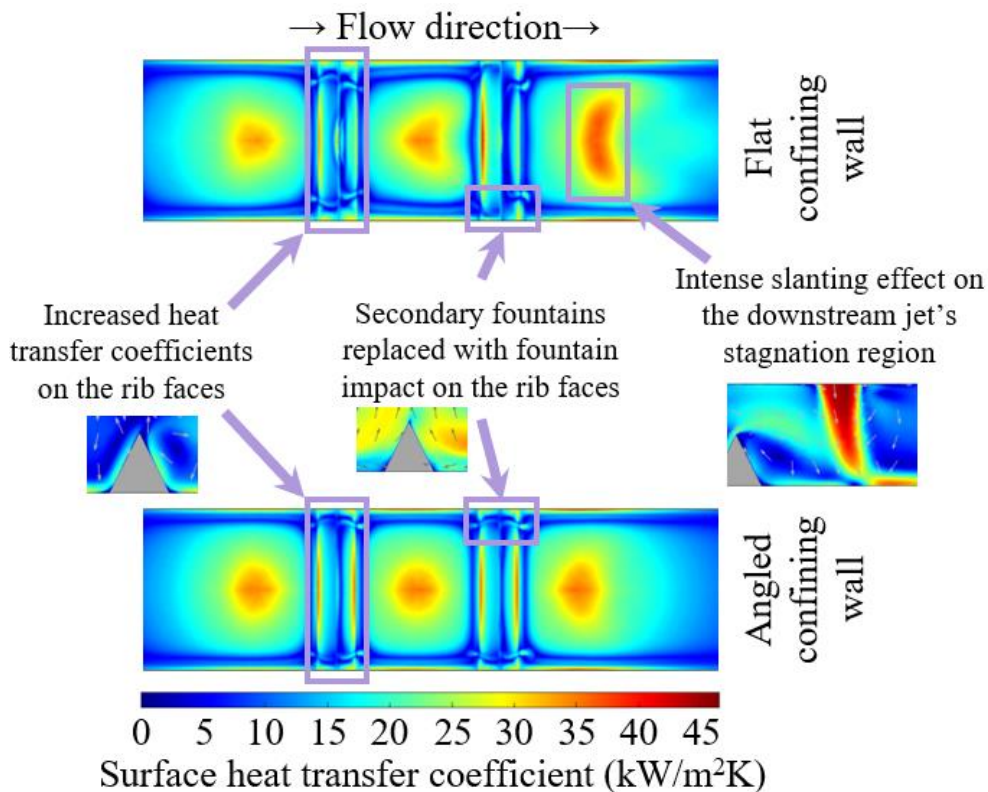 → Flow direction→
Flat
confining
wall
Increased heat
transfer coefficients
on the rib faces
Secondary fountains
replaced with fountain
impact on the rib faces
Intense slanting effect on
the downstream jet's
stagnation region
Angled
confining
wall
0 5 10 15 20 25 30 35 40 45
Surface heat transfer coefficient (kW/m²K)